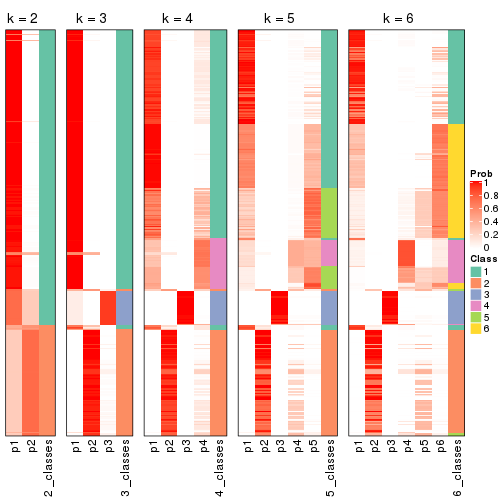 k = 2
k = 3
k = 4
k = 5
k = 6
Prob
1
0.8
0.6
0.4
0.2
0
Class
1
2
3
4
5
6
p1
p2
2_classes
p1
p2
p3
3_classes
p1
p2
p3
p4
4_classes
p1
p2
p3
p4
p5
5_classes
p1
p2
p3
p4
p5
p6
6_classes